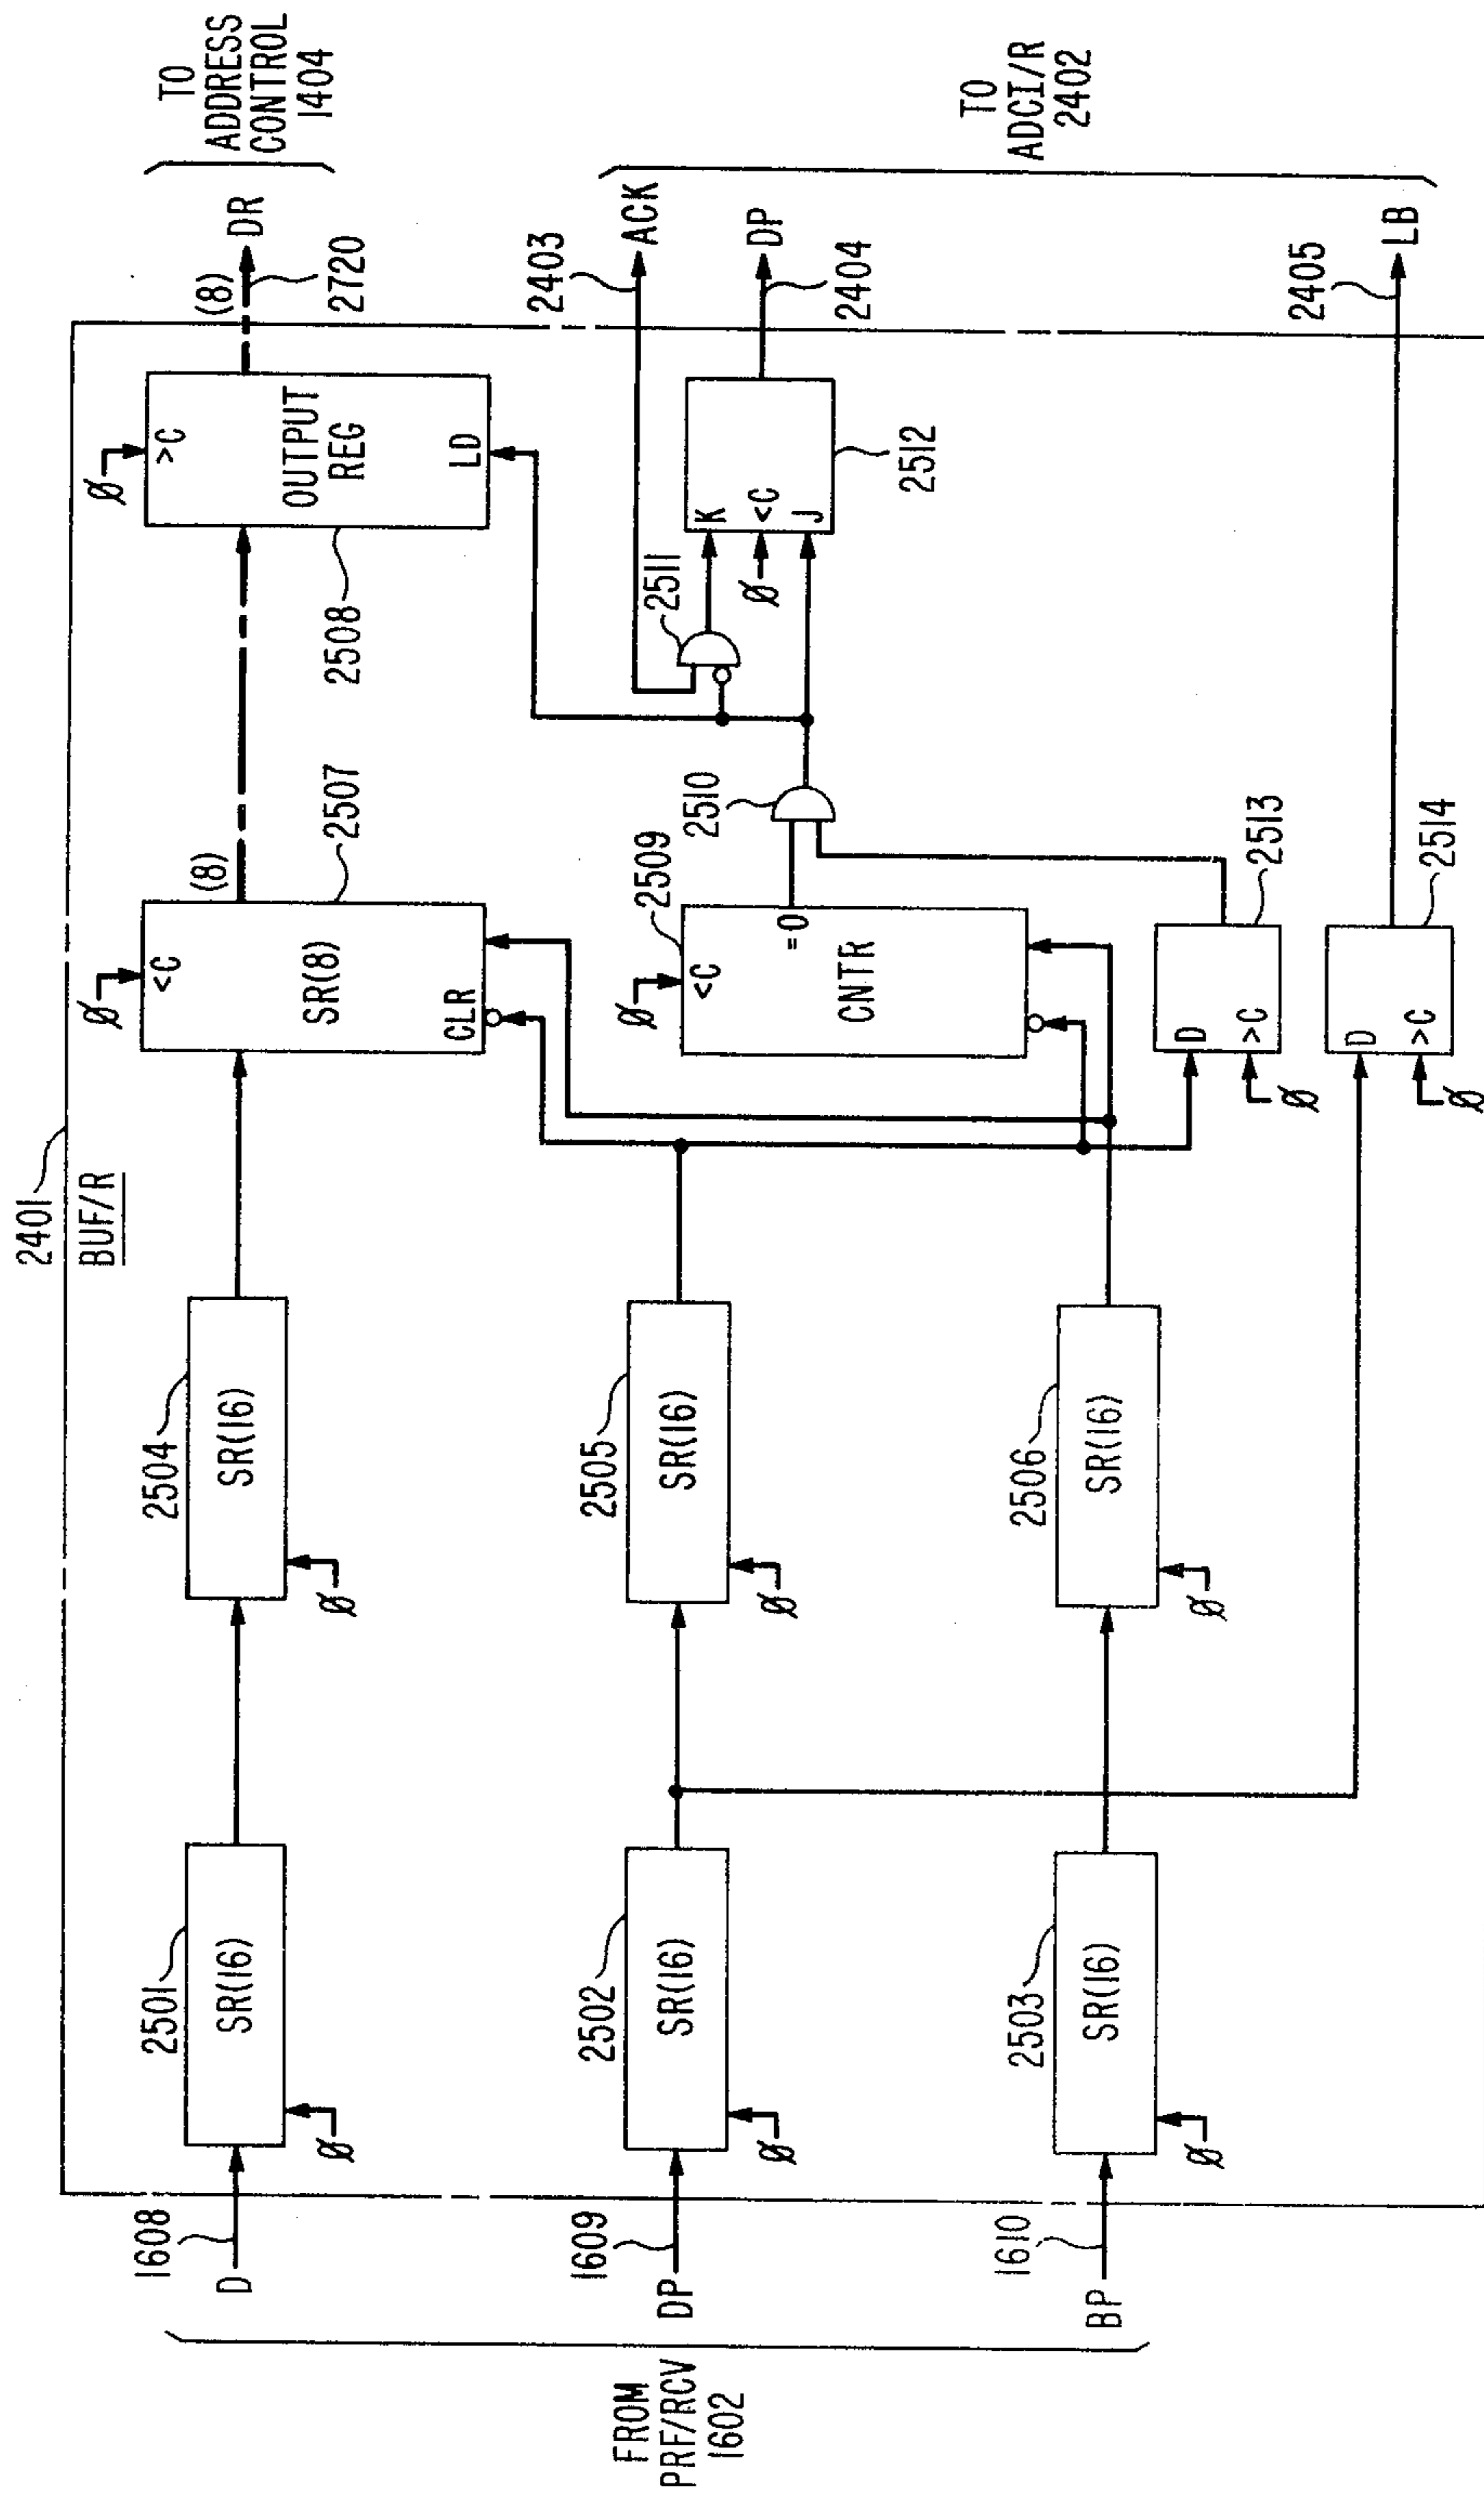 2401
BUF/R
FROM
PRF/RCV
1602
1608
D
1609
DP
1610
BP
2501
SR(16)
Ø
2502
SR(16)
Ø
2503
SR(16)
Ø
2504
SR(16)
Ø
2505
SR(16)
Ø
2506
SR(16)
Ø
Ø
<C
SR(8)
CLR
(8)
2507
Ø
<C
=0
CNTR
2509
2510
D
>C
Ø
2513
D
>C
Ø
2514
2508
Ø
>C
OUTPUT
REG
LD
2511
K
<C
J
Ø
2512
(8)
DR
2720
TO
ADDRESS
CONTROL
1404
2403
ACK
DP
2404
2405
LB
TO
ADCI/R
2402